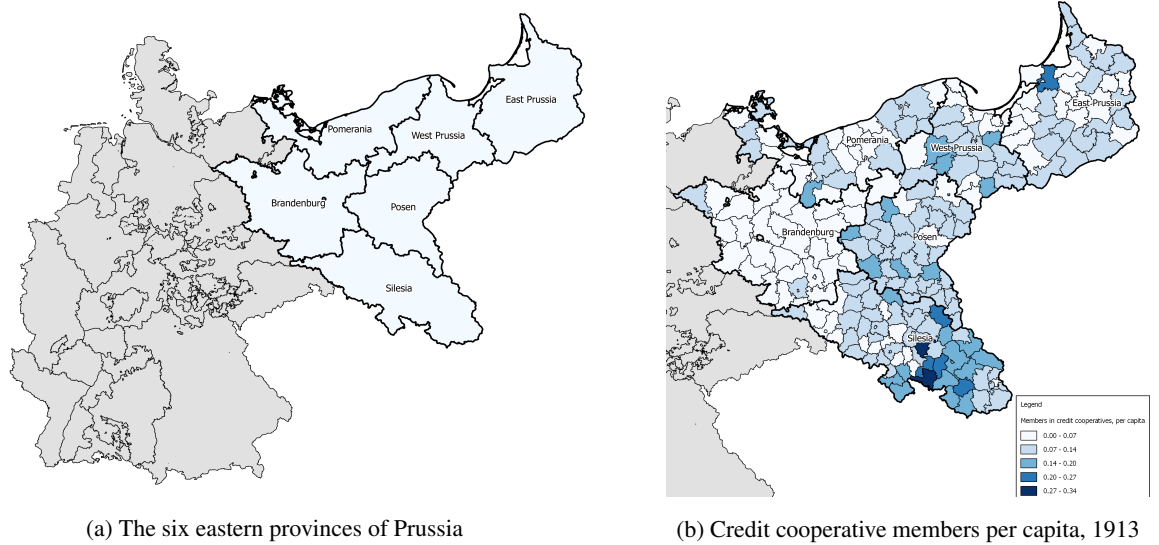 East Prussia
Pomerania
West Prussia
Brandenburg
Posen
Silesia
(a) The six eastern provinces of Prussia
East Prussia
Pomerania
West Prussia
Brandenburg
Posen
Silesia
Legend
Members in credit cooperatives, per capita
0.00 - 0.07
0.07 - 0.14
0.14 - 0.20
0.20 - 0.27
0.27 - 0.34
(b) Credit cooperative members per capita, 1913